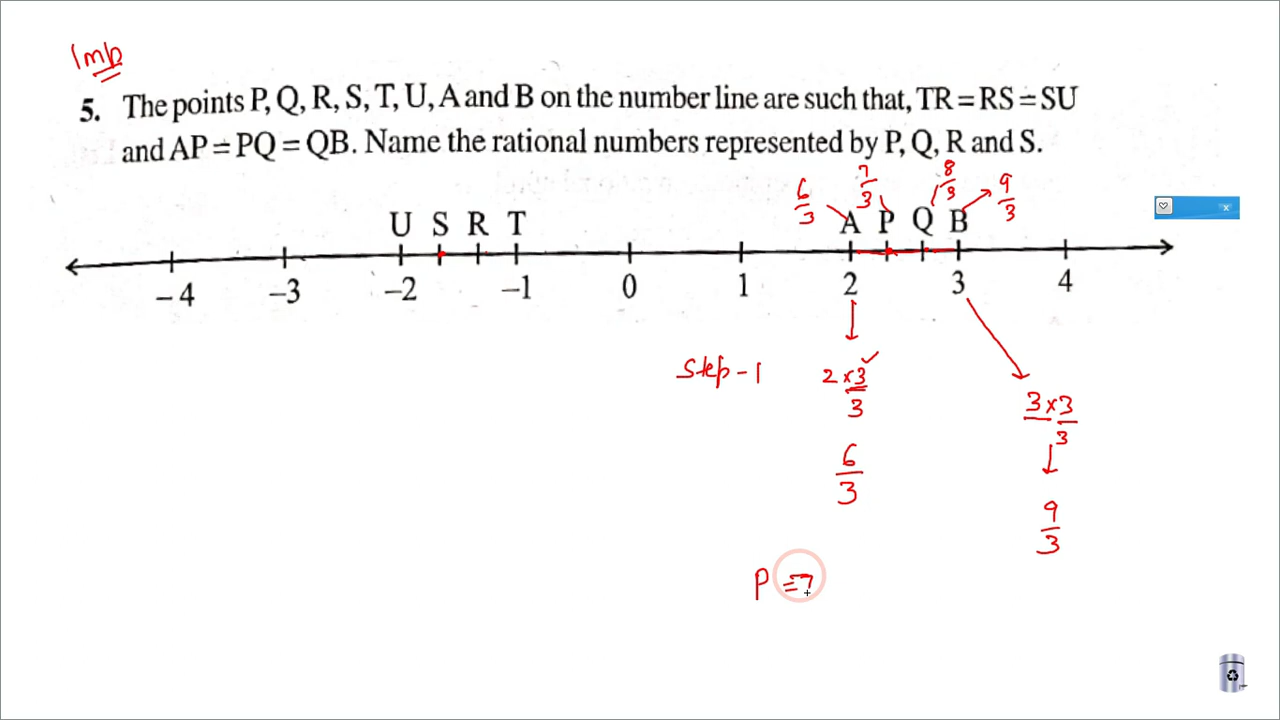 Imp
5. The points P, Q, R, S, T, U, A and B on the number line are such that, TR = RS = SU
and AP = PQ = QB. Name the rational numbers represented by P, Q, R and S.
6/3 7/3 8/3 9/3
U S R T A P Q B
–4 –3 –2 –1 0 1 2 3 4
Step-1 2×3/3 3×3/3
6/3 9/3
P =7